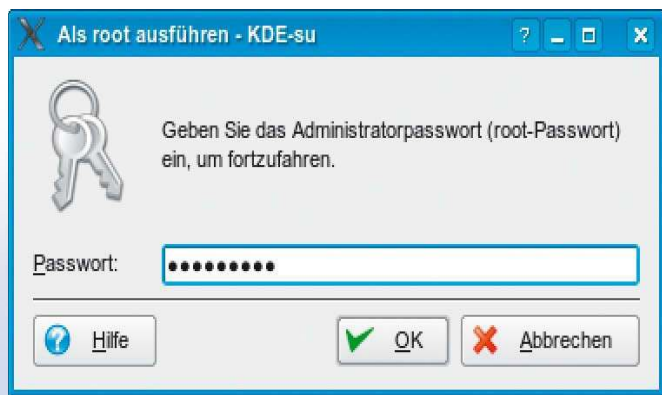 Als root ausführen - KDE-su
Geben Sie das Administratorpasswort (root-Passwort)
ein, um fortzufahren.
Passwort: •••••••••
Hilfe OK Abbrechen